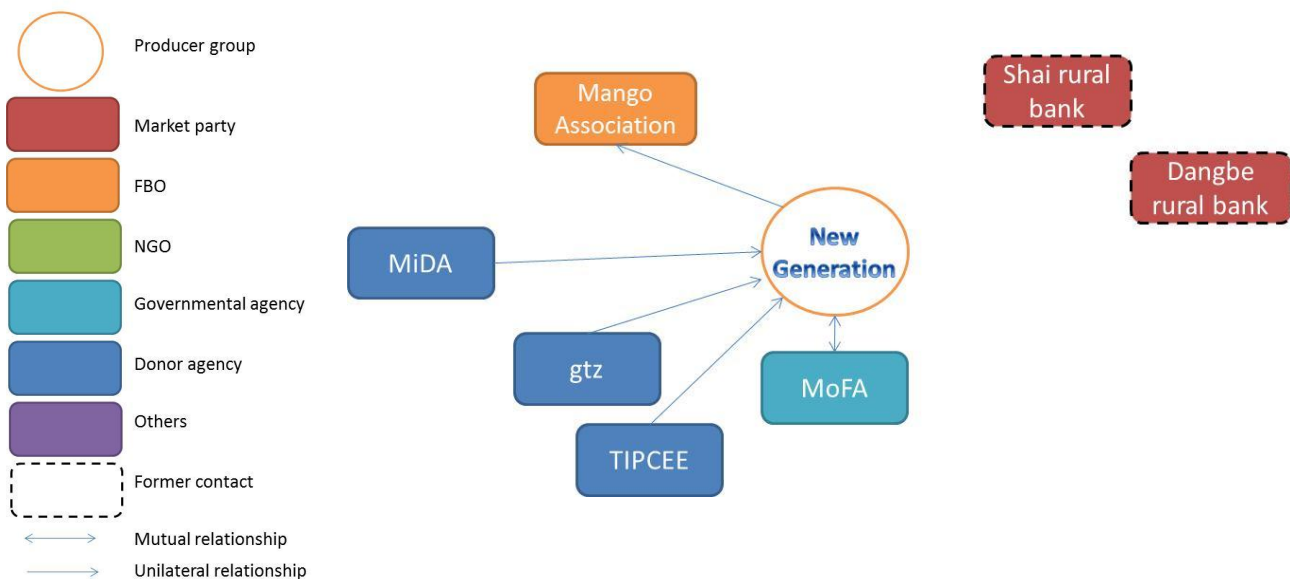 Producer group
Market party
FBO
NGO
Governmental agency
Donor agency
Others
Former contact
Mutual relationship
Unilateral relationship
Mango
Association
Shai rural
bank
Dangbe
rural bank
New
Generation
MiDA
gtz
MoFA
TIPCEE